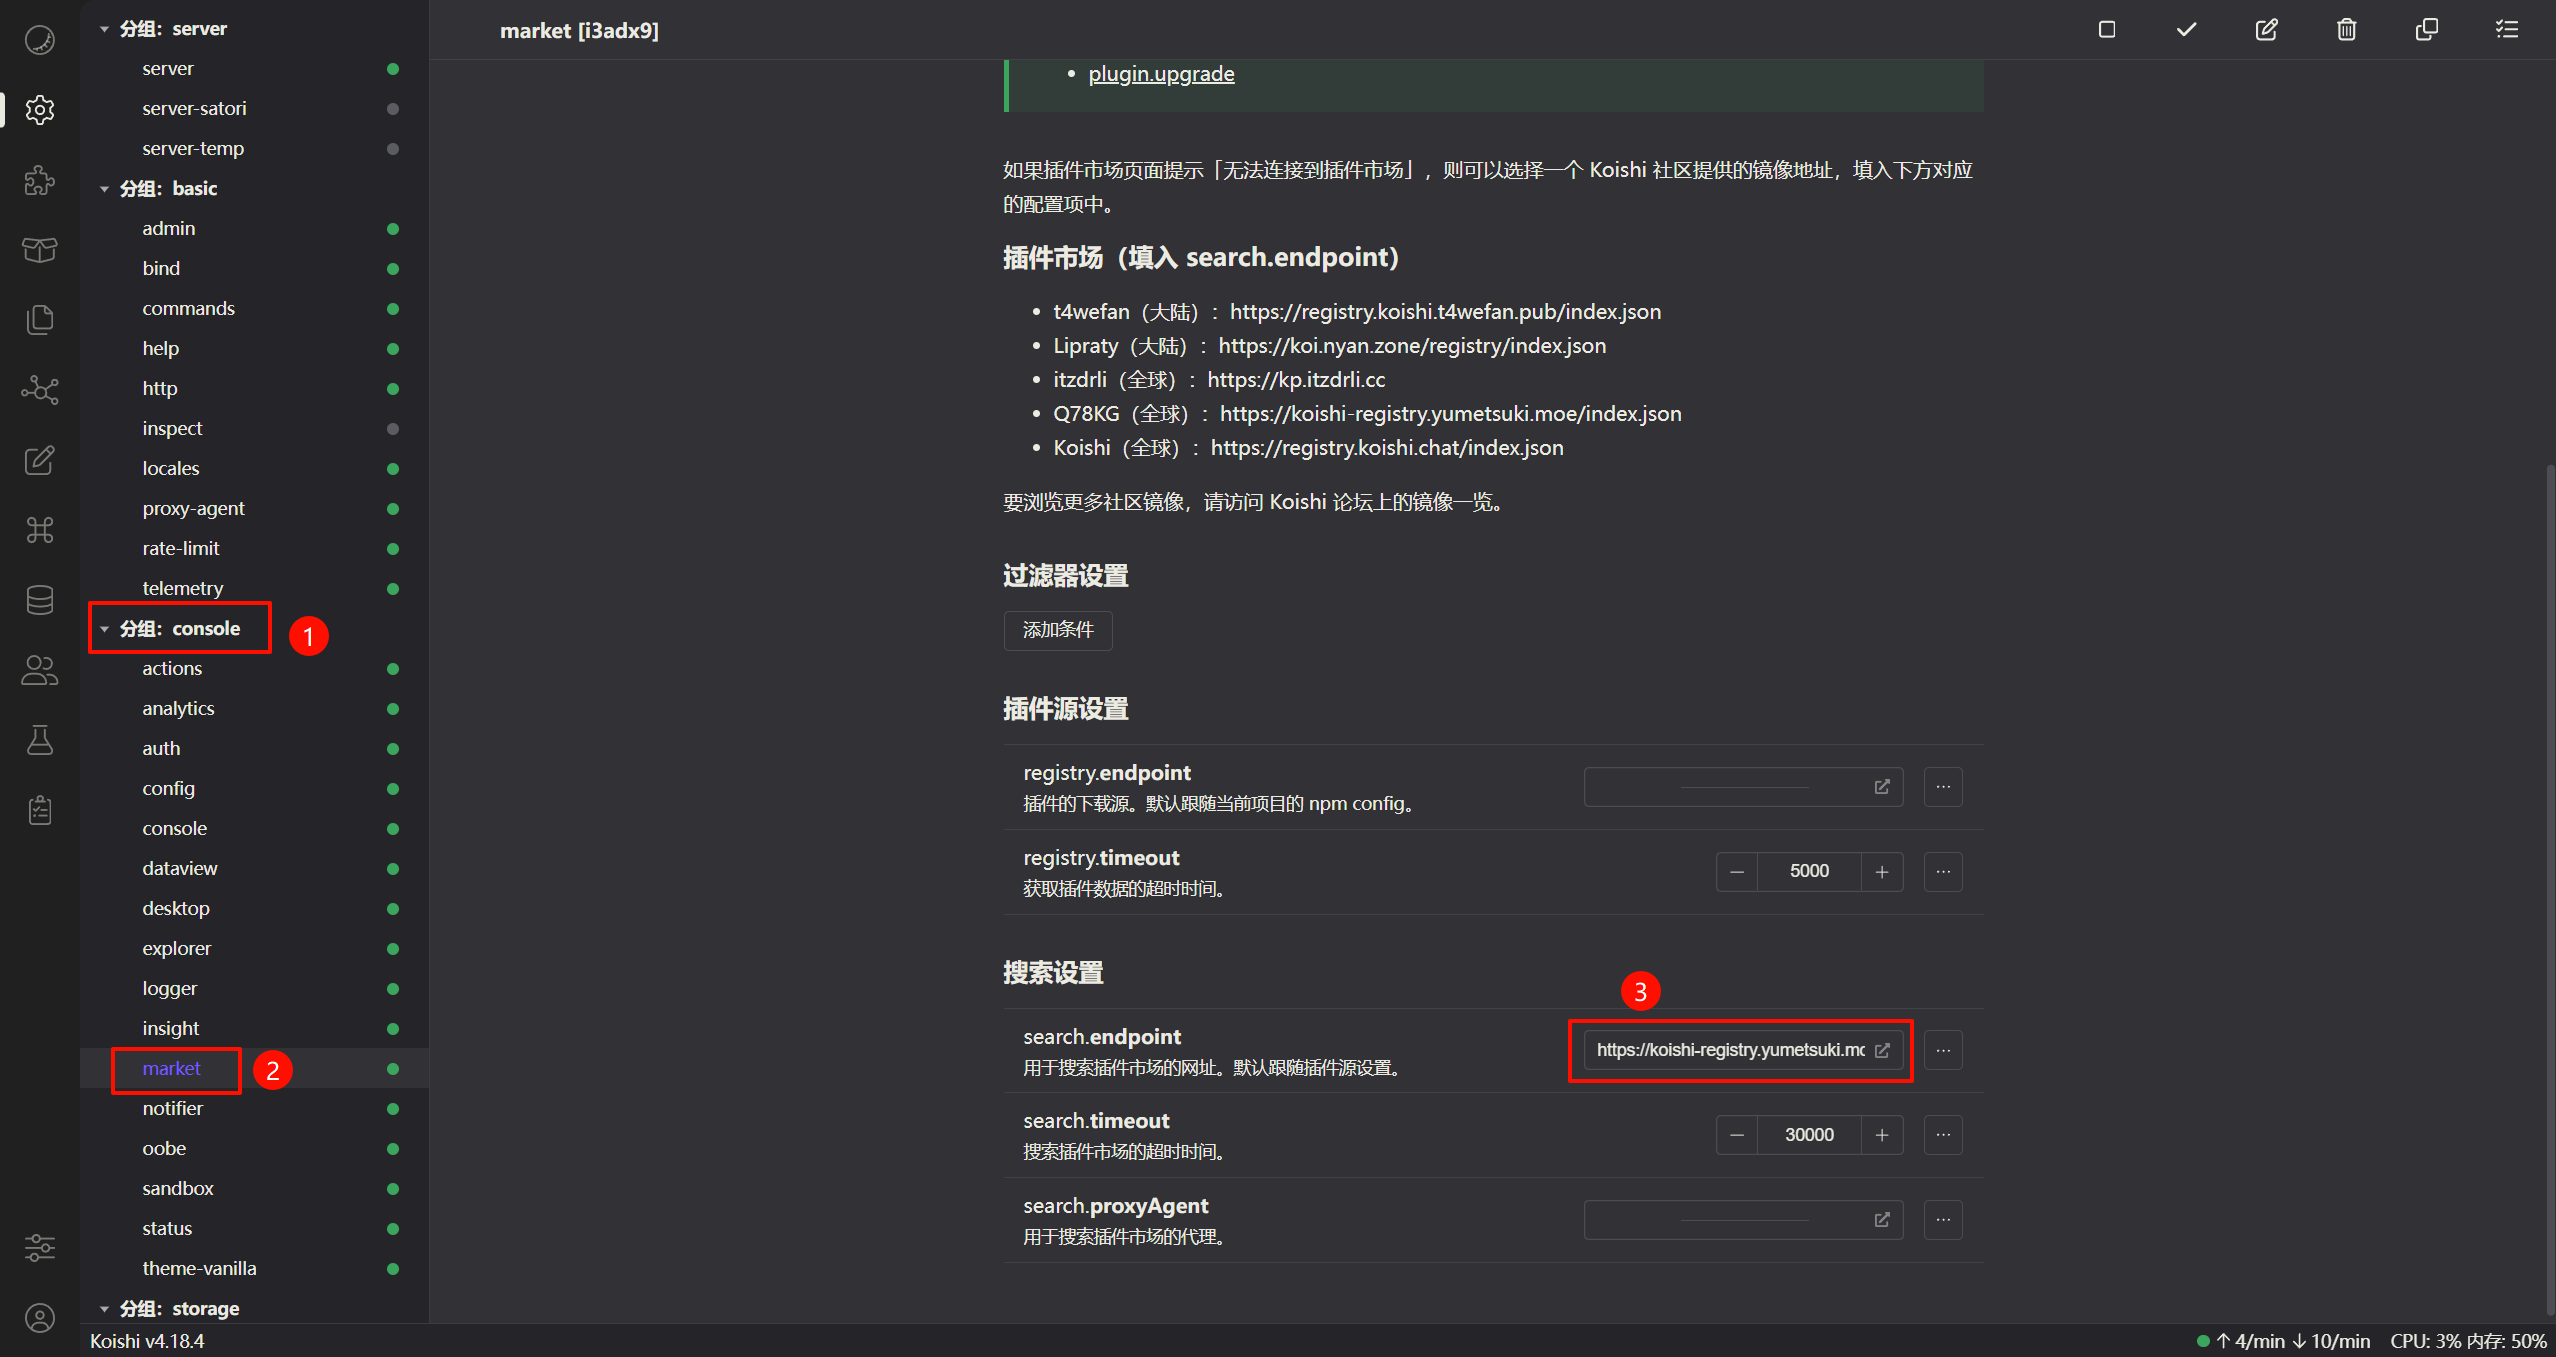 分组：server
server
server-satori
server-temp
分组：basic
admin
bind
commands
help
http
inspect
locales
proxy-agent
rate-limit
telemetry
分组：console
1
actions
analytics
auth
config
console
dataview
desktop
explorer
logger
insight
market
2
notifier
oobe
sandbox
status
theme-vanilla
分组：storage
market [i3adx9]
plugin.upgrade
如果插件市场页面提示「无法连接到插件市场」，则可以选择一个 Koishi 社区提供的镜像地址，填入下方对应
的配置项中。
插件市场（填入 search.endpoint）
t4wefan（大陆）：https://registry.koishi.t4wefan.pub/index.json
Lipraty（大陆）：https://koi.nyan.zone/registry/index.json
itzdrli（全球）：https://kp.itzdrli.cc
Q78KG（全球）：https://koishi-registry.yumetsuki.moe/index.json
Koishi（全球）：https://registry.koishi.chat/index.json
要浏览更多社区镜像，请访问 Koishi 论坛上的镜像一览。
过滤器设置
添加条件
插件源设置
registry.endpoint
插件的下载源。默认跟随当前项目的 npm config。
registry.timeout
5000
获取插件数据的超时时间。
搜索设置
3
search.endpoint
https://koishi-registry.yumetsuki.mo
用于搜索插件市场的网址。默认跟随插件源设置。
search.timeout
30000
搜索插件市场的超时时间。
search.proxyAgent
用于搜索插件市场的代理。
Koishi v4.18.4
↑ 4/min ↓ 10/min CPU: 3% 内存: 50%